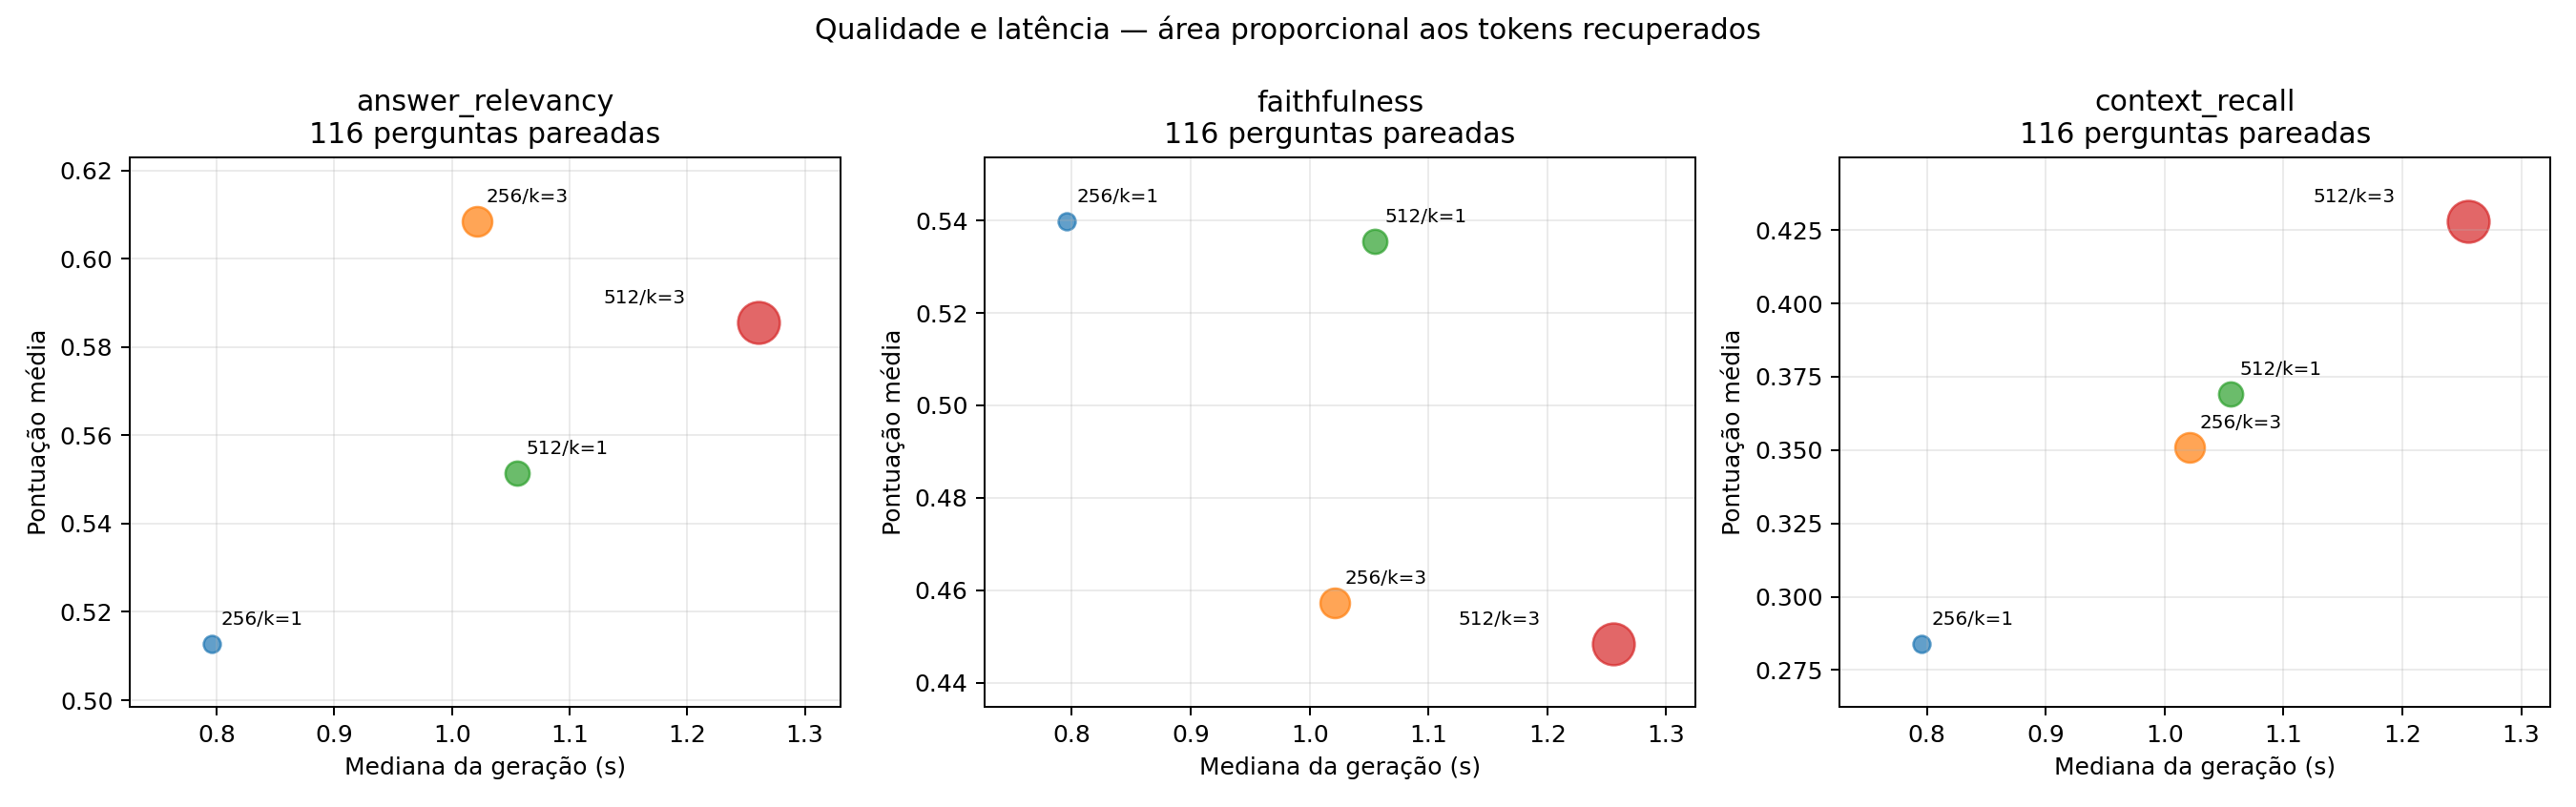 Qualidade e latência — área proporcional aos tokens recuperados
answer_relevancy
116 perguntas pareadas
Pontuação média
0.62
0.60
0.58
0.56
0.54
0.52
0.50
256/k=3
512/k=3
512/k=1
256/k=1
0.8 0.9 1.0 1.1 1.2 1.3
Mediana da geração (s)
faithfulness
116 perguntas pareadas
Pontuação média
0.54
0.52
0.50
0.48
0.46
0.44
256/k=1
512/k=1
256/k=3
512/k=3
0.8 0.9 1.0 1.1 1.2 1.3
Mediana da geração (s)
context_recall
116 perguntas pareadas
Pontuação média
0.425
0.400
0.375
0.350
0.325
0.300
0.275
512/k=3
512/k=1
256/k=3
256/k=1
0.8 0.9 1.0 1.1 1.2 1.3
Mediana da geração (s)